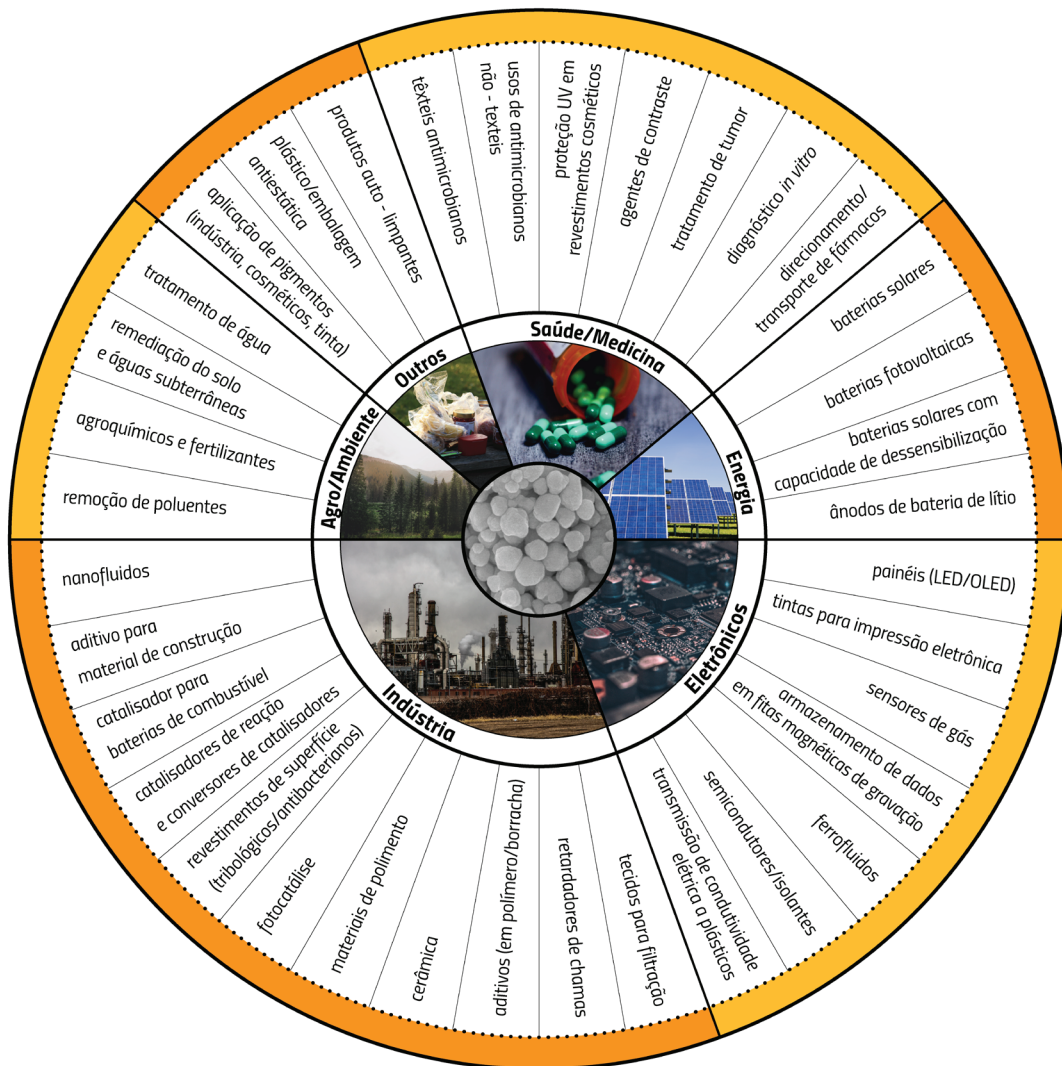 Saúde/Medicina
têxteis antimicrobianos
usos de antimicrobianos
não - texteis
proteção UV em
revestimentos cosméticos
agentes de contraste
tratamento de tumor
diagnóstico in vitro
direcionamento/
transporte de fármacos
Energia
baterias solares
baterias fotovoltaicas
baterias solares com
capacidade de dessensibilização
ânodos de bateria de lítio
Eletrônicos
painéis (LED/OLED)
tintas para impressão eletrônica
sensores de gás
armazenamento de dados
em fitas magnéticas de gravação
ferrofluidos
semicondutores/isolantes
transmissão de condutividade
elétrica a plásticos
Indústria
tecidos para filtração
retardadores de chamas
aditivos (em polímero/borracha)
cerâmica
materiais de polimento
fotocatálise
revestimentos de superfície
(tribológicos/antibacterianos)
catalisadores de reação
e conversores de catalisadores
catalisador para
baterias de combustível
aditivo para
material de construção
nanofluidos
Agro/Ambiente
remoção de poluentes
agroquímicos e fertilizantes
remediação do solo
e águas subterrâneas
tratamento de água
Outros
aplicação de pigmentos
(indústria, cosméticos, tinta)
plástico/embalagem
antiestática
produtos auto - limpantes